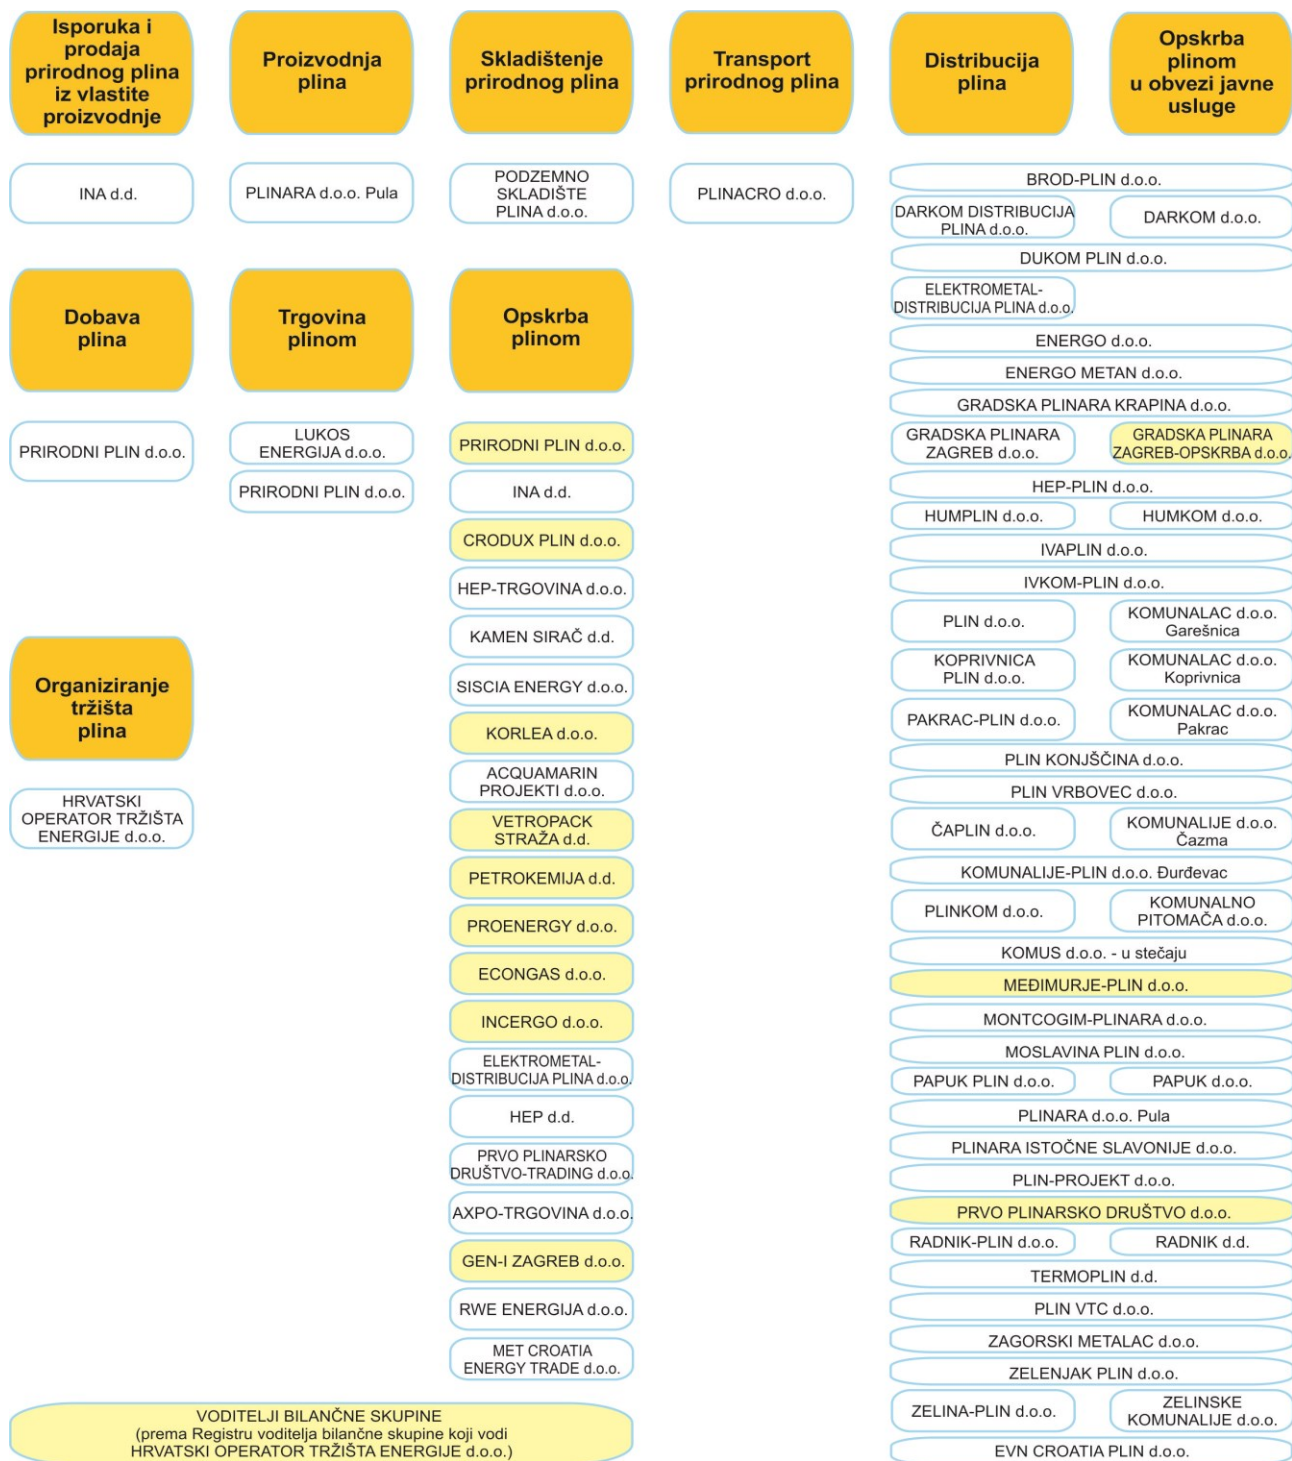 Isporuka i
prodaja
prirodnog plina
iz vlastite
proizvodnje
Proizvodnja
plina
Skladištenje
prirodnog plina
Transport
prirodnog plina
Distribucija
plina
Opskrba
plinom
u obvezi javne
usluge
INA d.d.
PLINARA d.o.o. Pula
PODZEMNO
SKLADIŠTE
PLINA d.o.o.
PLINACRO d.o.o.
Dobava
plina
Trgovina
plinom
Opskrba
plinom
PRIRODNI PLIN d.o.o.
LUKOS
ENERGIJA d.o.o.
PRIRODNI PLIN d.o.o.
PRIRODNI PLIN d.o.o.
INA d.d.
CRODUX PLIN d.o.o.
HEP-TRGOVINA d.o.o.
KAMEN SIRAČ d.d.
SISCIA ENERGY d.o.o.
KORLEA d.o.o.
ACQUAMARIN
PROJEKTI d.o.o.
VETROPACK
STRAŽA d.d.
PETROKEMIJA d.d.
PROENERGY d.o.o.
ECONGAS d.o.o.
INCERGO d.o.o.
ELEKTROMETAL-
DISTRIBUCIJA PLINA d.o.o.
HEP d.d.
PRVO PLINARSKO
DRUŠTVO-TRADING d.o.o.
AXPO-TRGOVINA d.o.o.
GEN-I ZAGREB d.o.o.
RWE ENERGIJA d.o.o.
MET CROATIA
ENERGY TRADE d.o.o.
Organiziranje
tržišta
plina
HRVATSKI
OPERATOR TRŽIŠTA
ENERGIJE d.o.o.
BROD-PLIN d.o.o.
DARKOM DISTRIBUCIJA
PLINA d.o.o.
DARKOM d.o.o.
DUKOM PLIN d.o.o.
ELEKTROMETAL-
DISTRIBUCIJA PLINA d.o.o.
ENERGO d.o.o.
ENERGO METAN d.o.o.
GRADSKA PLINARA KRAPINA d.o.o.
GRADSKA PLINARA
ZAGREB d.o.o.
GRADSKA PLINARA
ZAGREB-OPSKRBA d.o.o.
HEP-PLIN d.o.o.
HUMPLIN d.o.o.
HUMKOM d.o.o.
IVAPLIN d.o.o.
IVKOM-PLIN d.o.o.
PLIN d.o.o.
KOMUNALAC d.o.o.
Garešnica
KOPRIVNICA
PLIN d.o.o.
KOMUNALAC d.o.o.
Koprivnica
PAKRAC-PLIN d.o.o.
KOMUNALAC d.o.o.
Pakrac
PLIN KONJŠČINA d.o.o.
PLIN VRBOVEC d.o.o.
ČAPLIN d.o.o.
KOMUNALIJE d.o.o.
Čazma
KOMUNALIJE-PLIN d.o.o. Đurđevac
PLINKOM d.o.o.
KOMUNALNO
PITOMAČA d.o.o.
KOMUS d.o.o. - u stečaju
MEĐIMURJE-PLIN d.o.o.
MONTCOGIM-PLINARA d.o.o.
MOSLAVINA PLIN d.o.o.
PAPUK PLIN d.o.o.
PAPUK d.o.o.
PLINARA d.o.o. Pula
PLINARA ISTOČNE SLAVONIJE d.o.o.
PLIN-PROJEKT d.o.o.
PRVO PLINARSKO DRUŠTVO d.o.o.
RADNIK-PLIN d.o.o.
RADNIK d.d.
TERMOPLIN d.d.
PLIN VTC d.o.o.
ZAGORSKI METALAC d.o.o.
ZELENJAK PLIN d.o.o.
ZELINA-PLIN d.o.o.
ZELINSKE
KOMUNALIJE d.o.o.
EVN CROATIA PLIN d.o.o.
VODITELJI BILANČNE SKUPINE
(prema Registru voditelja bilančne skupine koji vodi
HRVATSKI OPERATOR TRŽIŠTA ENERGIJE d.o.o.)